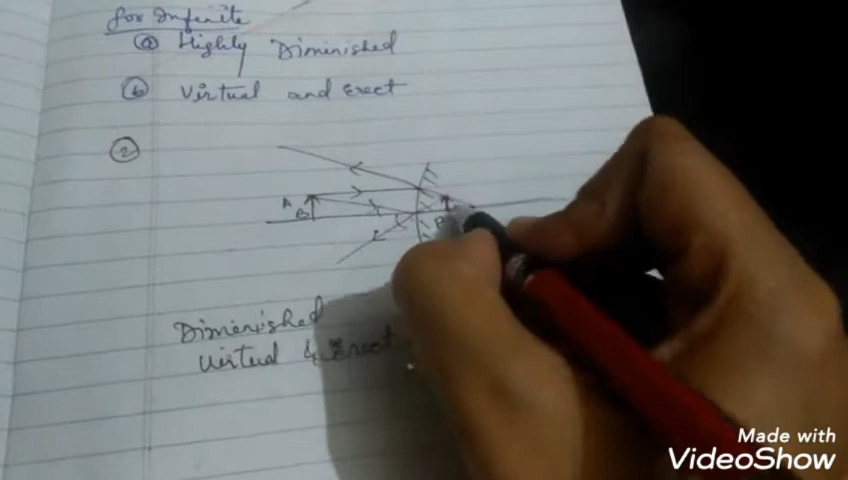 for Infinite
(a) Highly Diminished
(b) Virtual and Erect
(2)
A
B
Diminished
Virtual & Erect
Made with
VideoShow